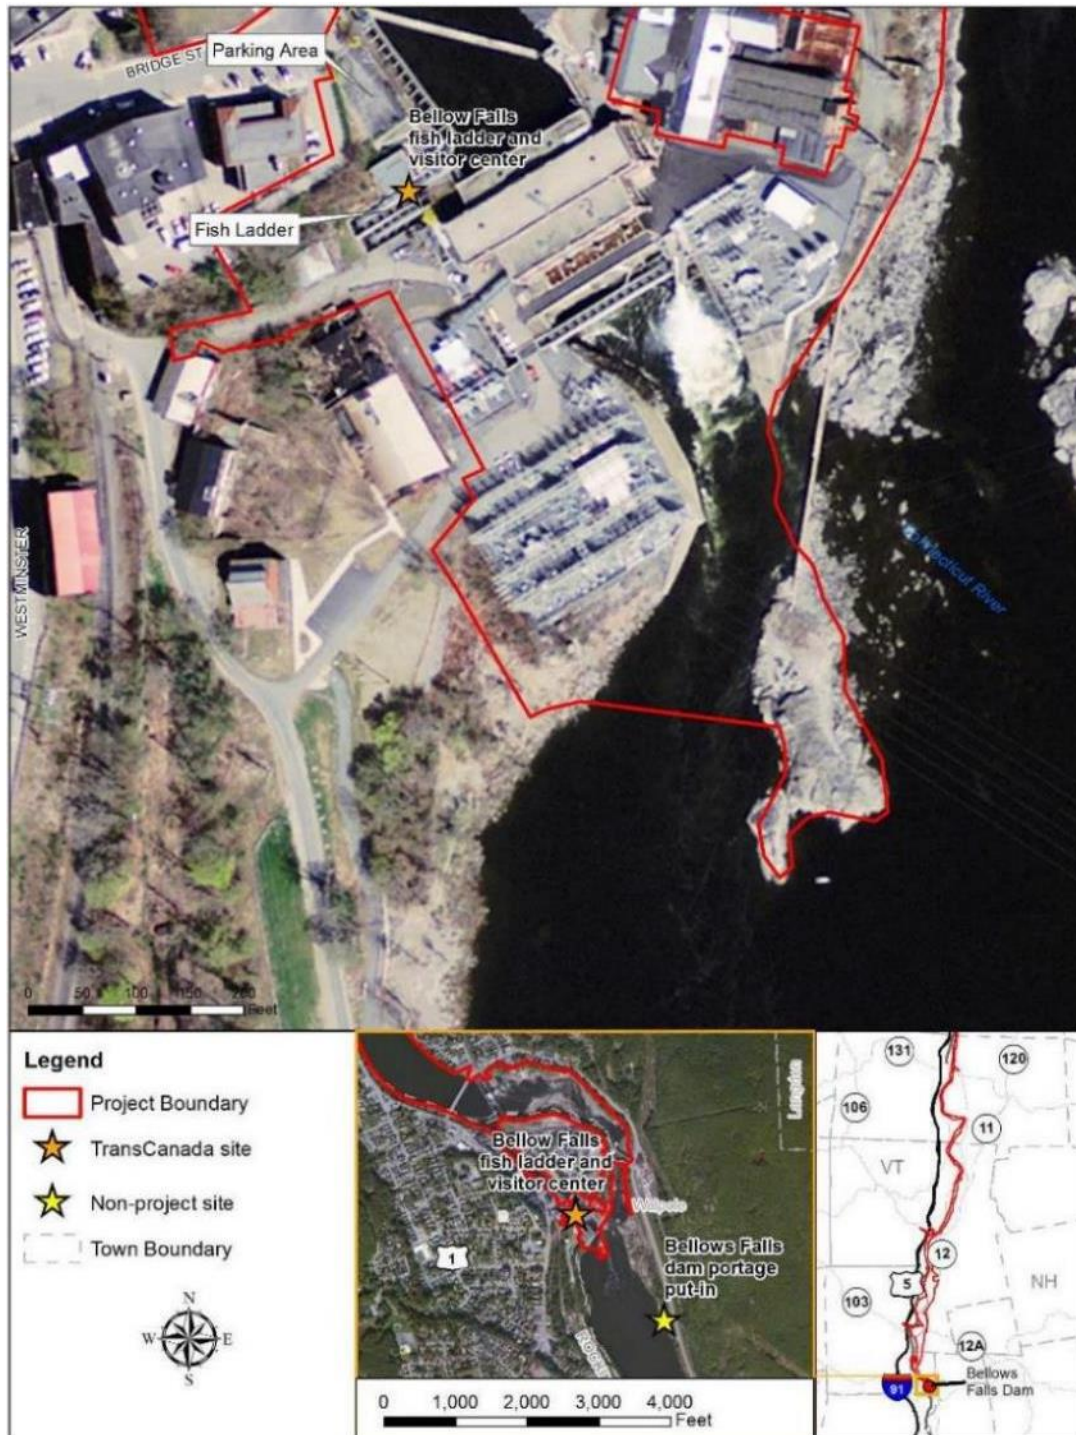 Parking Area
BRIDGE ST
Bellow Falls
fish ladder and
visitor center
Fish Ladder
WESTMINSTER
0 50 100 150 200
Feet
Legend
Project Boundary
TransCanada site
Non-project site
Town Boundary
N
W E
S
Langdon
Bellow Falls
fish ladder and
visitor center
Walpole
1
Bellows Falls
dam portage
put-in
0 1,000 2,000 3,000 4,000
Feet
131
120
106
11
VT
12
5
NH
103
12A
91
Bellows
Falls Dam